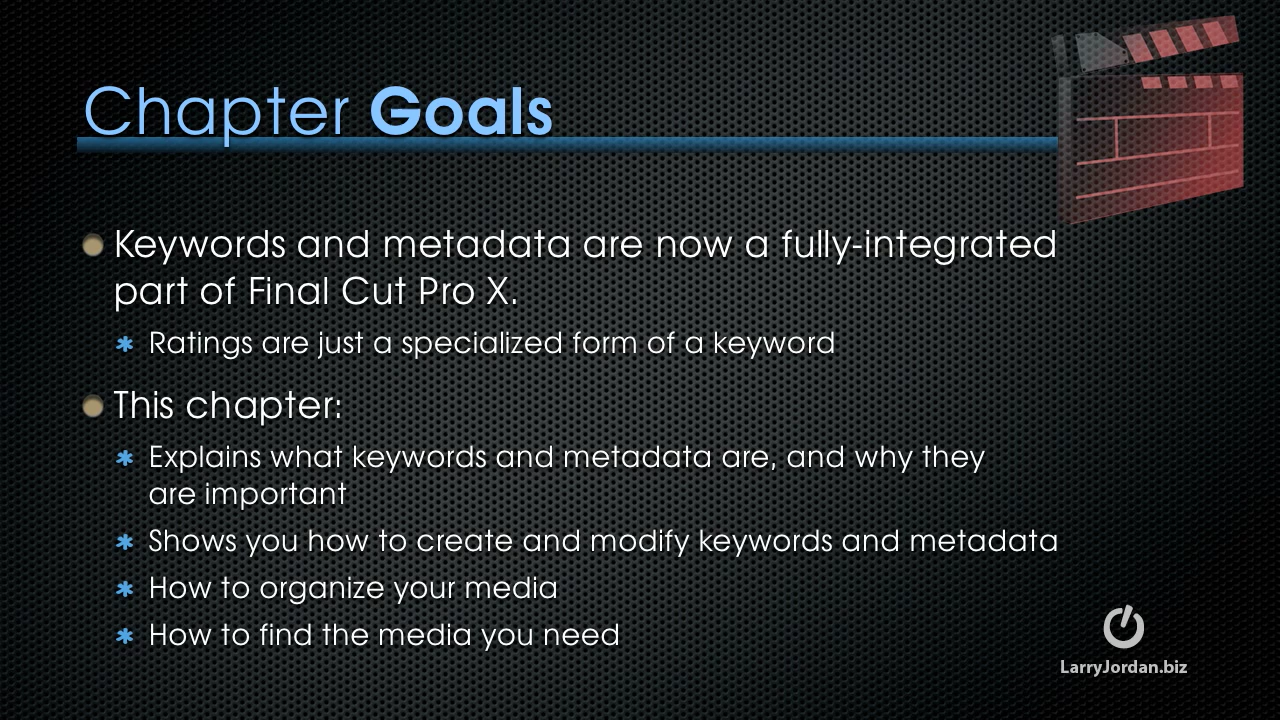 Chapter Goals
Keywords and metadata are now a fully-integrated
part of Final Cut Pro X.
Ratings are just a specialized form of a keyword
This chapter:
Explains what keywords and metadata are, and why they
are important
Shows you how to create and modify keywords and metadata
How to organize your media
How to find the media you need
LarryJordan.biz